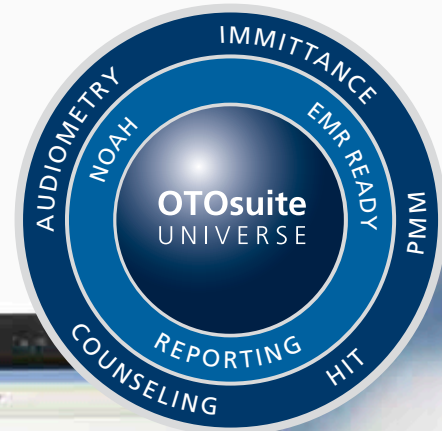 IMMITTANCE
AUDIOMETRY
NOAH
EMR READY
OTOsuite
UNIVERSE
PMM
REPORTING
COUNSELING
HIT